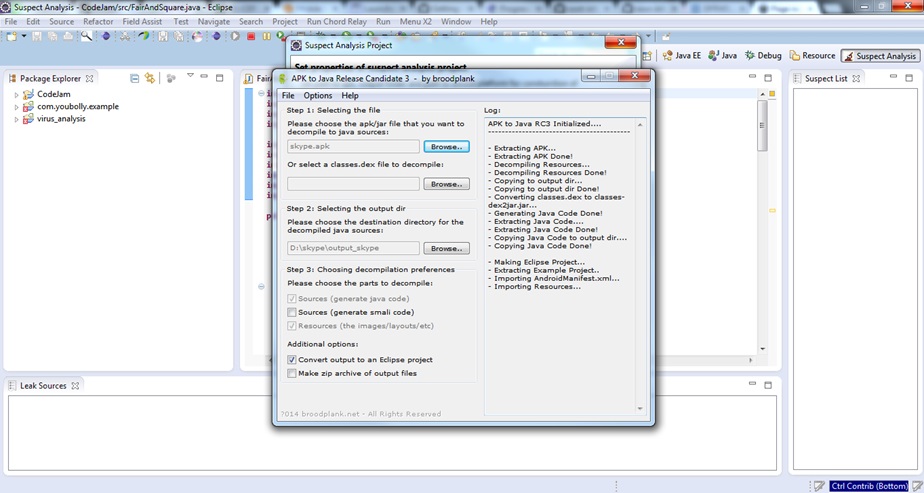 Suspect Analysis - CodeJam/src/FairAndSquare.java - Eclipse
File Edit Source Refactor Field Assist Test Navigate Search Project Run Chord Relay Run Menu X2 Window Help
Java EE Java Debug Resource Suspect Analysis
Suspect Analysis Project
Set properties of suspect analysis project
Package Explorer
CodeJam
com.youbolly.example
virus_analysis
Suspect List
Leak Sources
APK to Java Release Candidate 3 - by broodplank
File Options Help
Step 1: Selecting the file
Please choose the apk/jar file that you want to
decompile to java sources:
skype.apk Browse..
Or select a classes.dex file to decompile:
Browse..
Step 2: Selecting the output dir
Please choose the destination directory for the
decompiled java sources:
D:\skype\output_skype Browse..
Step 3: Choosing decompilation preferences
Please choose the parts to decompile:
Sources (generate java code)
Sources (generate smali code)
Resources (the images/layouts/etc)
Additional options:
Convert output to an Eclipse project
Make zip archive of output files
?014 broodplank.net - All Rights Reserved
Log:
APK to Java RC3 Initialized....
----------------------------------------
- Extracting APK...
- Extracting APK Done!
- Decompiling Resources...
- Decompiling Resources Done!
- Copying to output dir...
- Copying to output dir Done!
- Converting classes.dex to classes-
dex2jar.jar...
- Generating Java Code Done!
- Extracting Java Code....
- Extracting Java Code Done!
- Copying Java Code to output dir....
- Copying Java Code Done!
- Making Eclipse Project...
- Extracting Example Project..
- Importing AndroidManifest.xml...
- Importing Resources...
Ctrl Contrib (Bottom)